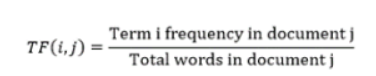 TF(i,j) = Term i frequency in document j / Total words in document j